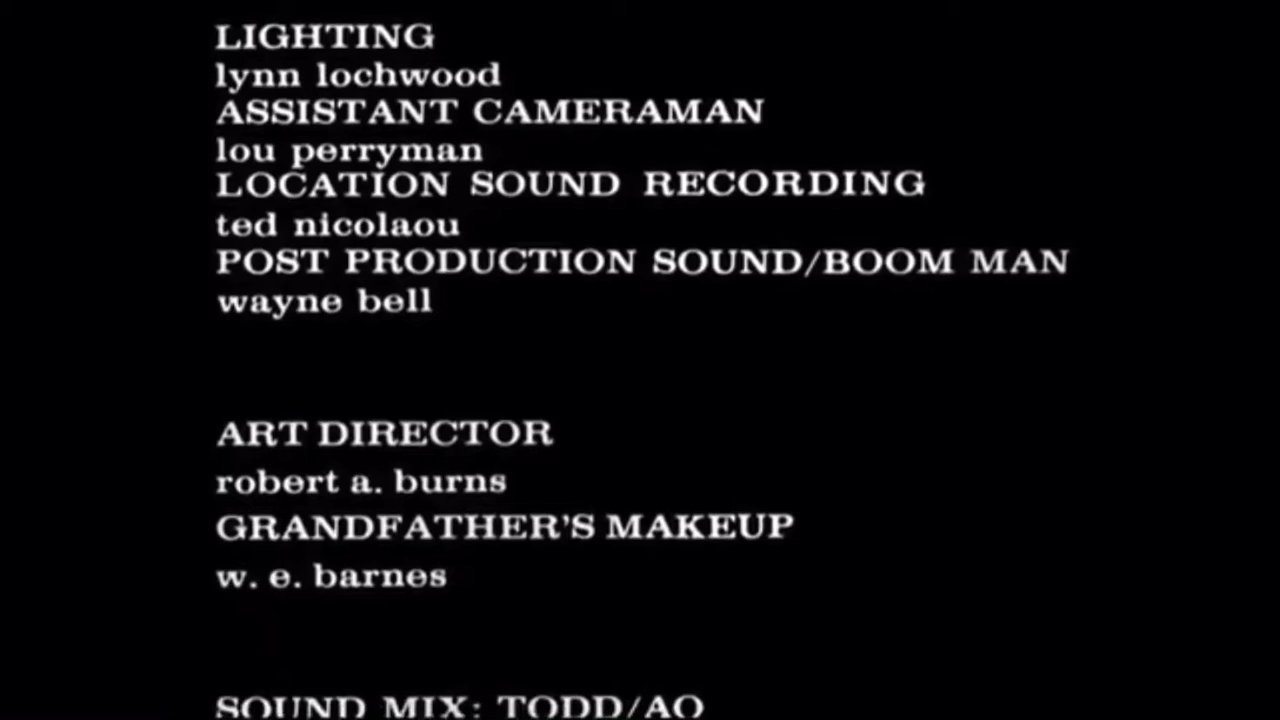 LIGHTING
lynn lochwood
ASSISTANT CAMERAMAN
lou perryman
LOCATION SOUND RECORDING
ted nicolaou
POST PRODUCTION SOUND/BOOM MAN
wayne bell
ART DIRECTOR
robert a. burns
GRANDFATHER'S MAKEUP
w. e. barnes
SOUND MIX: TODD/AO